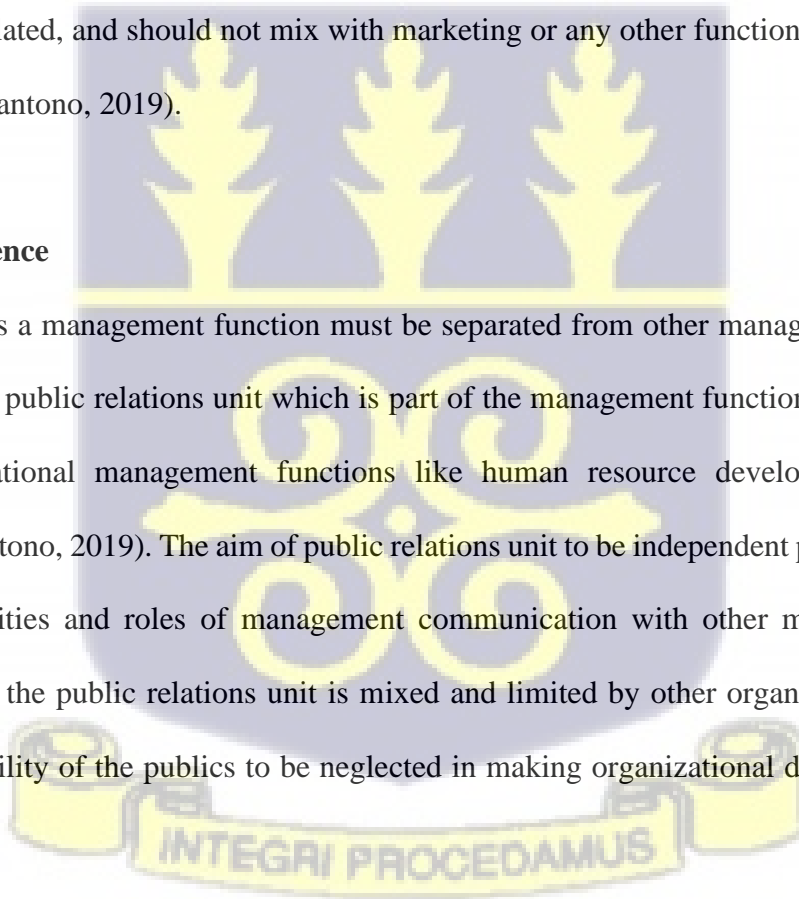 lated, and should not mix with marketing or any other function
antono, 2019).
ence
s a management function must be separated from other manag
public relations unit which is part of the management function
ational management functions like human resource develo
tono, 2019). The aim of public relations unit to be independent p
ities and roles of management communication with other m
the public relations unit is mixed and limited by other organ
ility of the publics to be neglected in making organizational d
INTEGRI PROCEDAMUS